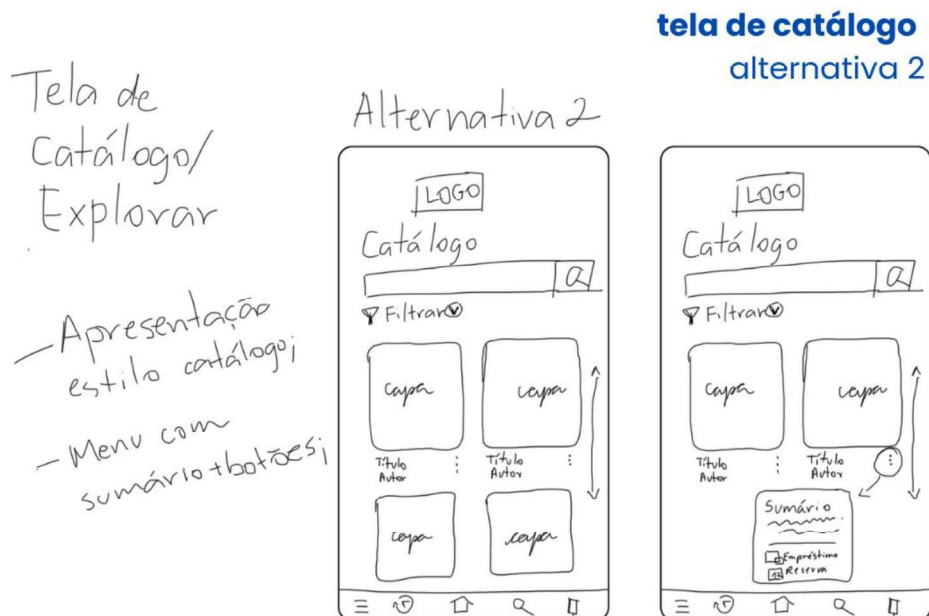 tela de catálogo
alternativa 2
Tela de
Catálogo/
Explorar
— Apresentação
estilo catálogo;
— Menu com
sumário + botões;
Alternativa 2
LOGO
Catálogo
Filtrar
capa
capa
Título
Autor
Título
Autor
capa
capa
LOGO
Catálogo
Filtrar
capa
capa
Título
Autor
Título
Autor
Sumário
Empréstimo
Reserva